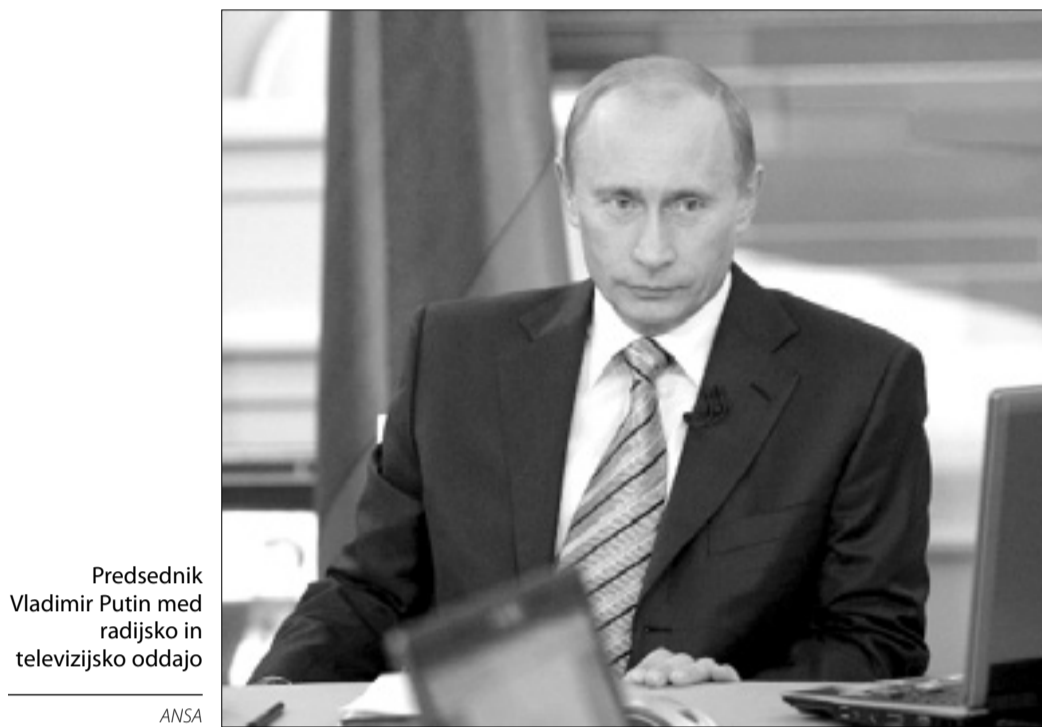 Predsednik
Vladimir Putin med
radijsko in
televizijsko oddajo
ANSA